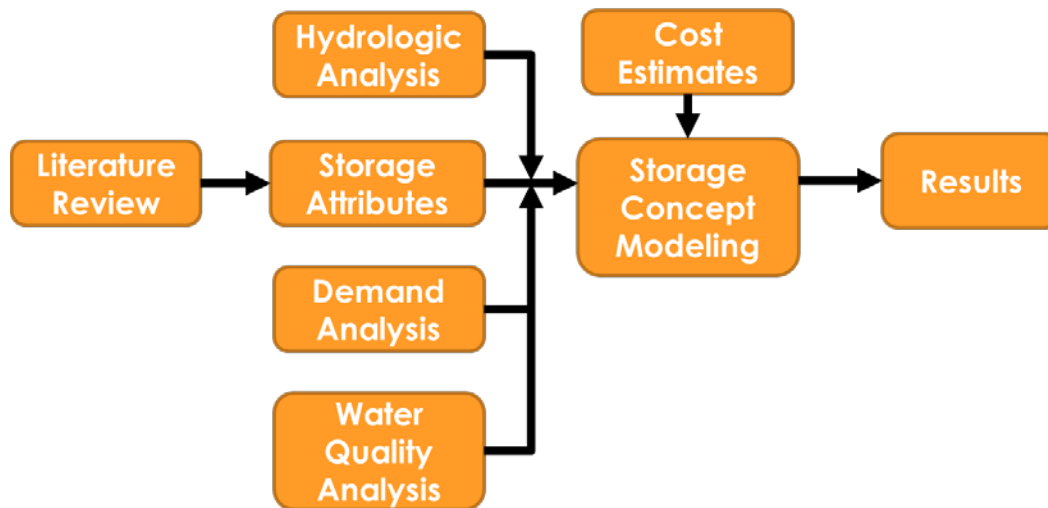 Hydrologic
Analysis
Cost
Estimates
Literature
Review
Storage
Attributes
Storage
Concept
Modeling
Results
Demand
Analysis
Water
Quality
Analysis